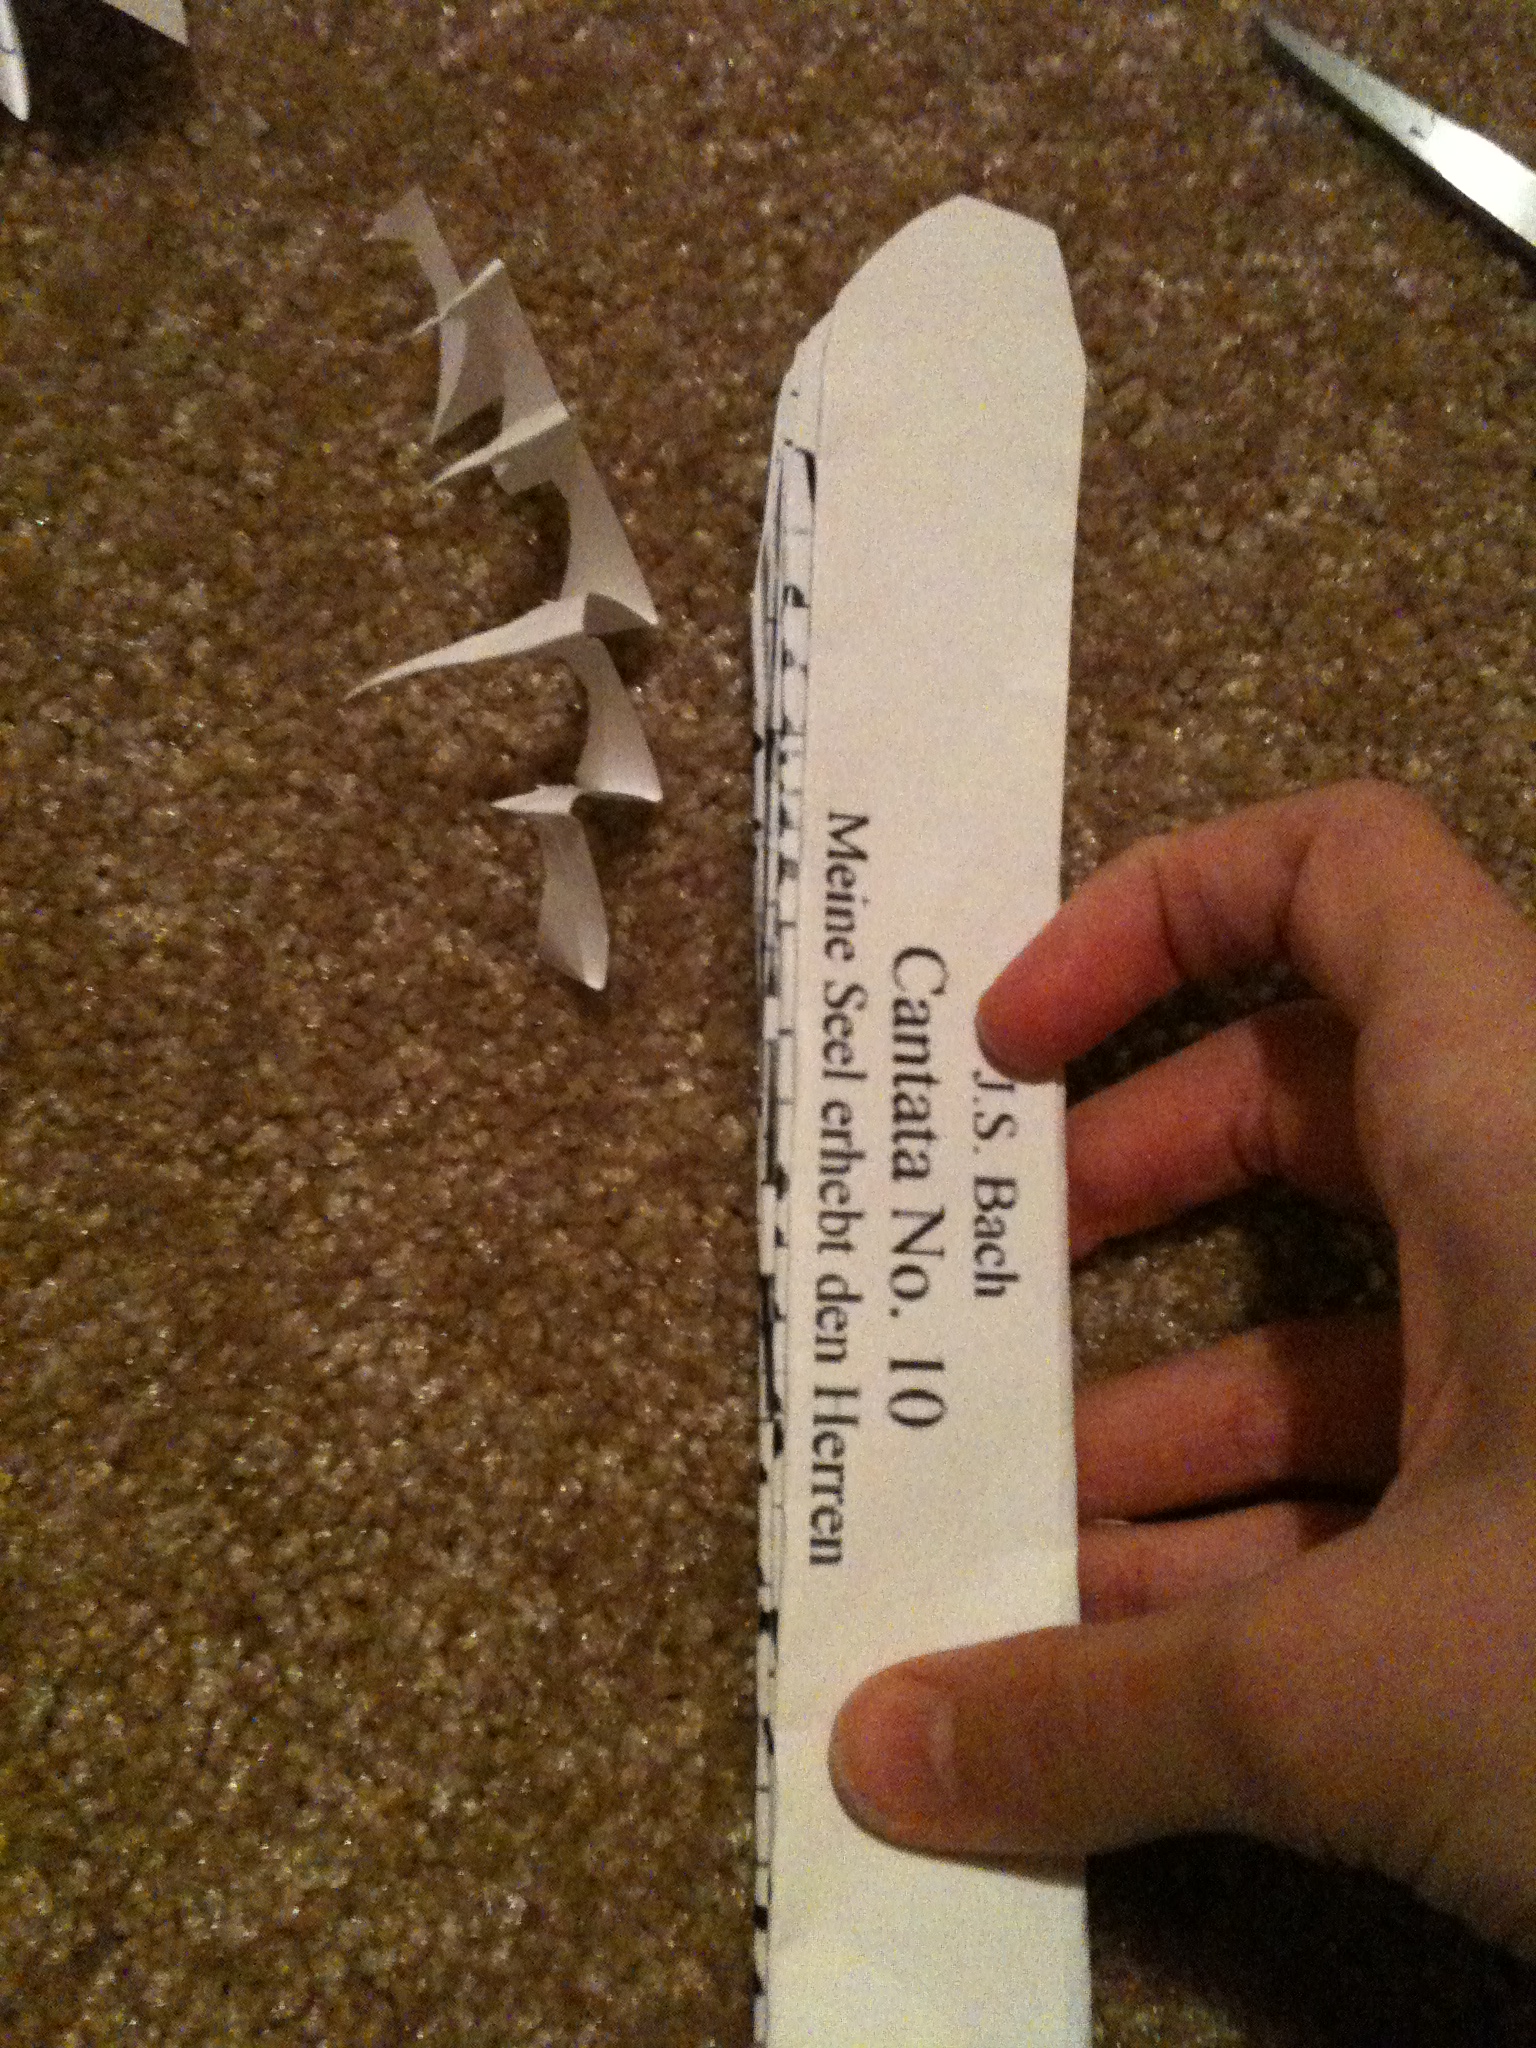 J.S. Bach
Cantata No. 10
Meine Seel erhebt den Herren